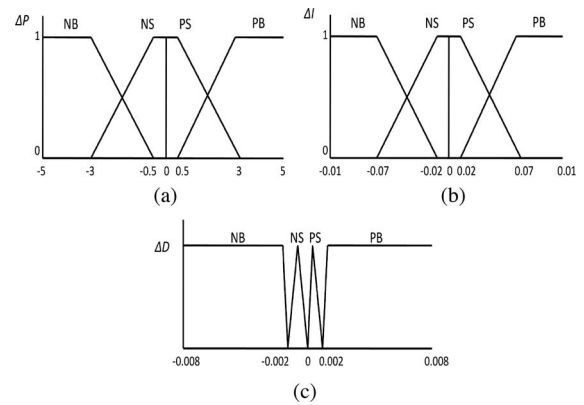 ΔP NB NS PS PB
1
0
-5 -3 -0.5 0 0.5 3 5
(a)
ΔI NB NS PS PB
1
0
-0.01 -0.07 -0.02 0 0.02 0.07 0.01
(b)
ΔD NB NS PS PB
-0.008 -0.002 0 0.002 0.008
(c)